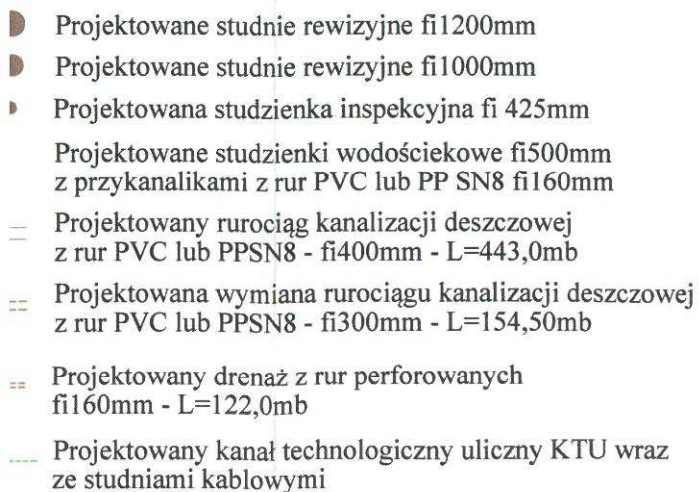 Projektowane studnie rewizyjne fi1200mm
Projektowane studnie rewizyjne fi1000mm
Projektowana studzienka inspekcyjna fi 425mm
Projektowane studzienki wodościekowe fi500mm
z przykanalikami z rur PVC lub PP SN8 fi160mm
Projektowany rurociąg kanalizacji deszczowej
z rur PVC lub PPSN8 - fi400mm - L=443,0mb
Projektowana wymiana rurociągu kanalizacji deszczowej
z rur PVC lub PPSN8 - fi300mm - L=154,50mb
Projektowany drenaż z rur perforowanych
fi160mm - L=122,0mb
Projektowany kanał technologiczny uliczny KTU wraz
ze studniami kablowymi